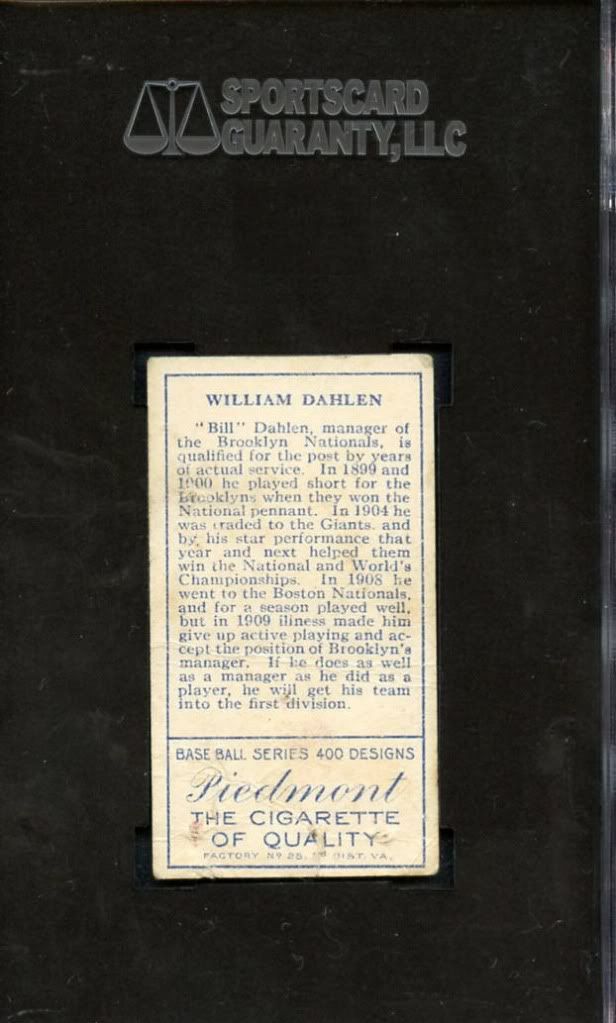 SPORTSCARD
GUARANTY, LLC
WILLIAM DAHLEN
"Bill" Dahlen, manager of
the Brooklyn Nationals, is
qualified for the post by years
of actual service. In 1899 and
1900 he played short for the
Brooklyns when they won the
National pennant. In 1904 he
was traded to the Giants. and
by his star performance that
year and next helped them
win the National and World's
Championships. In 1908 he
went to the Boston Nationals,
and for a season played well,
but in 1909 illness made him
give up active playing and ac-
cept the position of Brooklyn's
manager. If he does as well
as a manager as he did as a
player, he will get his team
into the first division.
BASE BALL SERIES 400 DESIGNS
Piedmont
THE CIGARETTE
OF QUALITY
FACTORY Nº 25, DIST. VA.